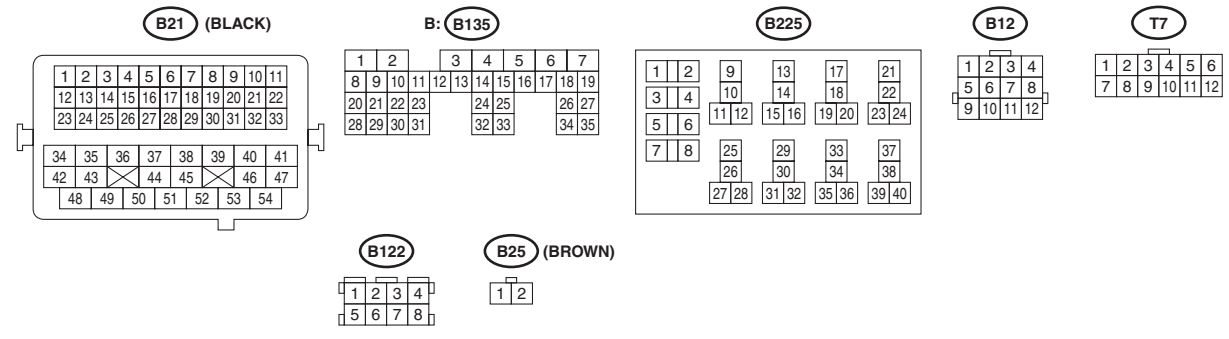 B21 (BLACK)
1 2 3 4 5 6 7 8 9 10 11
12 13 14 15 16 17 18 19 20 21 22
23 24 25 26 27 28 29 30 31 32 33
34 35 36 37 38 39 40 41
42 43 44 45 46 47
48 49 50 51 52 53 54
B: B135
1 2 3 4 5 6 7
8 9 10 11 12 13 14 15 16 17 18 19
20 21 22 23 24 25 26 27
28 29 30 31 32 33 34 35
B225
1 2
3 4
5 6
7 8
9 13 17 21
10 14 18 22
11 12 15 16 19 20 23 24
25 29 33 37
26 30 34 38
27 28 31 32 35 36 39 40
B12
1 2 3 4
5 6 7 8
9 10 11 12
T7
1 2 3 4 5 6
7 8 9 10 11 12
B122
1 2 3 4
5 6 7 8
B25 (BROWN)
1 2